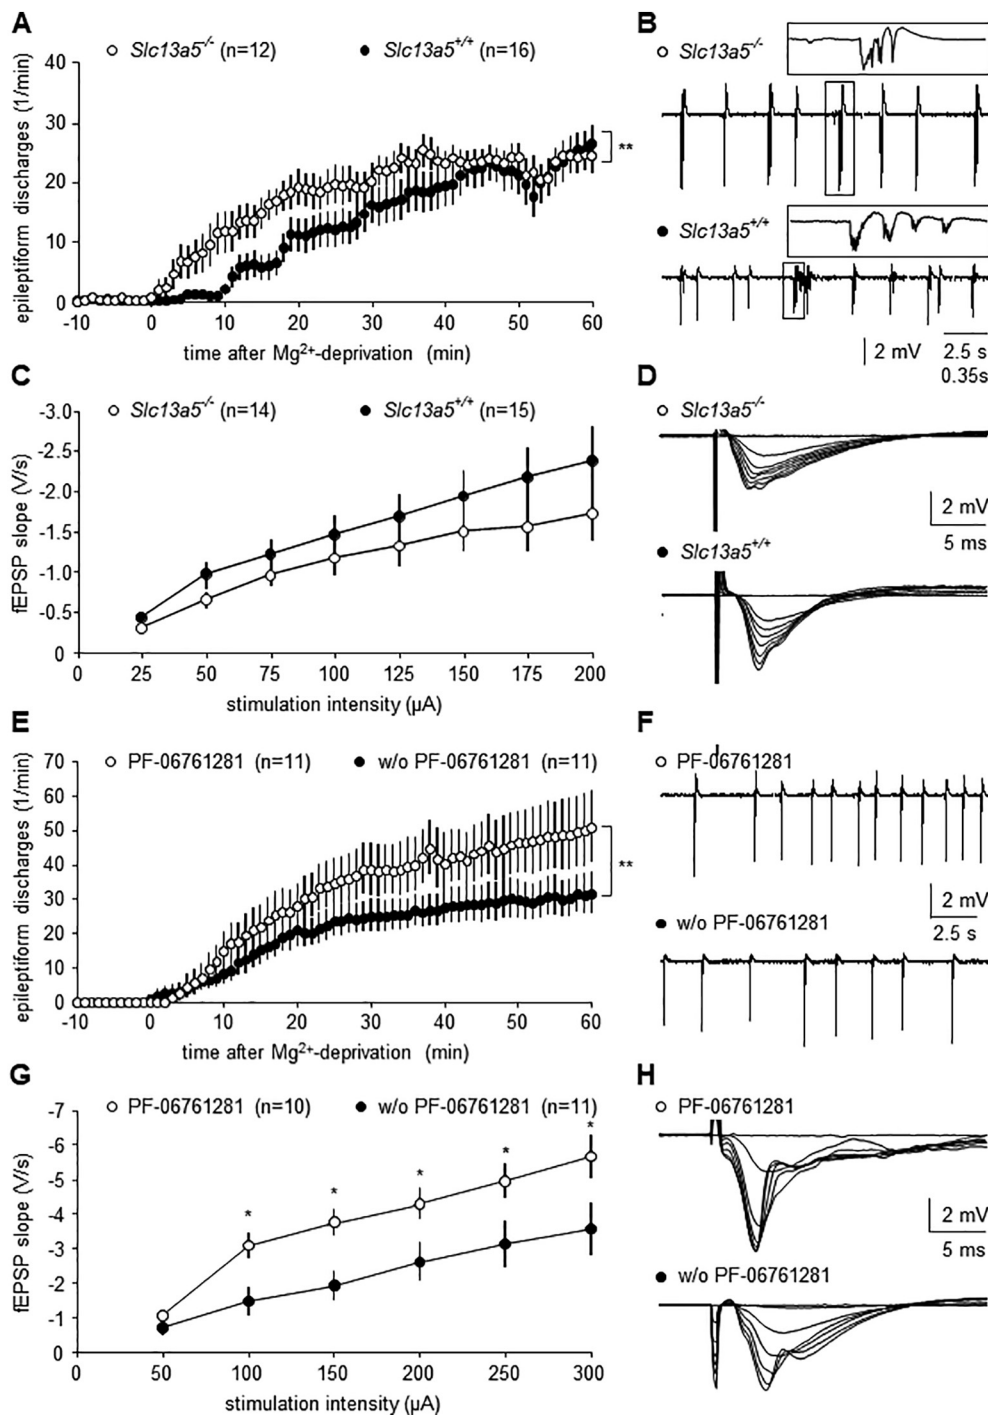 A
Slc13a5-/- (n=12)
Slc13a5+/+ (n=16)
epileptiform discharges (1/min)
40
30
20
10
0
**
-10 0 10 20 30 40 50 60
time after Mg2+-deprivation (min)
B
Slc13a5-/-
Slc13a5+/+
2 mV
2.5 s
0.35s
C
Slc13a5-/- (n=14)
Slc13a5+/+ (n=15)
fEPSP slope (V/s)
-3.0
-2.5
-2.0
-1.5
-1.0
-0.5
0
0 25 50 75 100 125 150 175 200
stimulation intensity (µA)
D
Slc13a5-/-
2 mV
5 ms
Slc13a5+/+
E
PF-06761281 (n=11)
w/o PF-06761281 (n=11)
epileptiform discharges (1/min)
70
60
50
40
30
20
10
0
**
-10 0 10 20 30 40 50 60
time after Mg2+-deprivation (min)
F
PF-06761281
2 mV
2.5 s
w/o PF-06761281
G
PF-06761281 (n=10)
w/o PF-06761281 (n=11)
fEPSP slope (V/s)
-7
-6
-5
-4
-3
-2
-1
0
* * * * *
50 100 150 200 250 300
stimulation intensity (µA)
H
PF-06761281
2 mV
5 ms
w/o PF-06761281